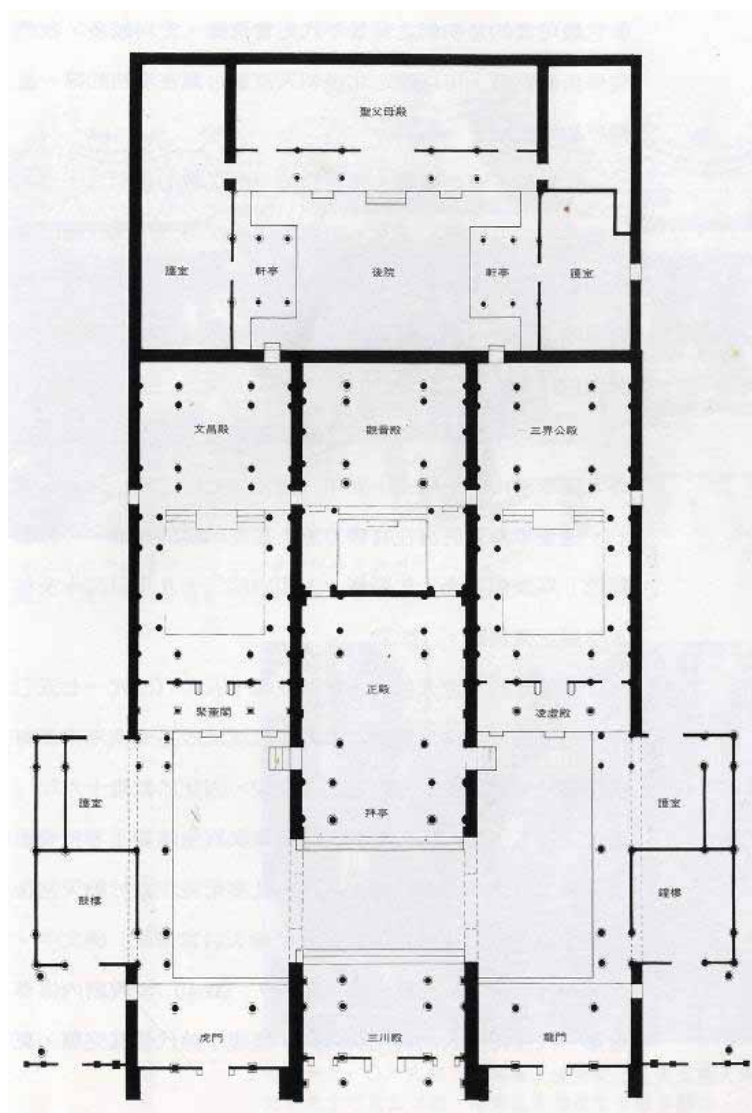 聖父母殿
護室
軒亭
後院
軒亭
護室
文昌殿
觀音殿
三界公殿
正殿
聚奎閣
凌虛殿
護室
護室
拜亭
鼓樓
鐘樓
虎門
三川殿
龍門